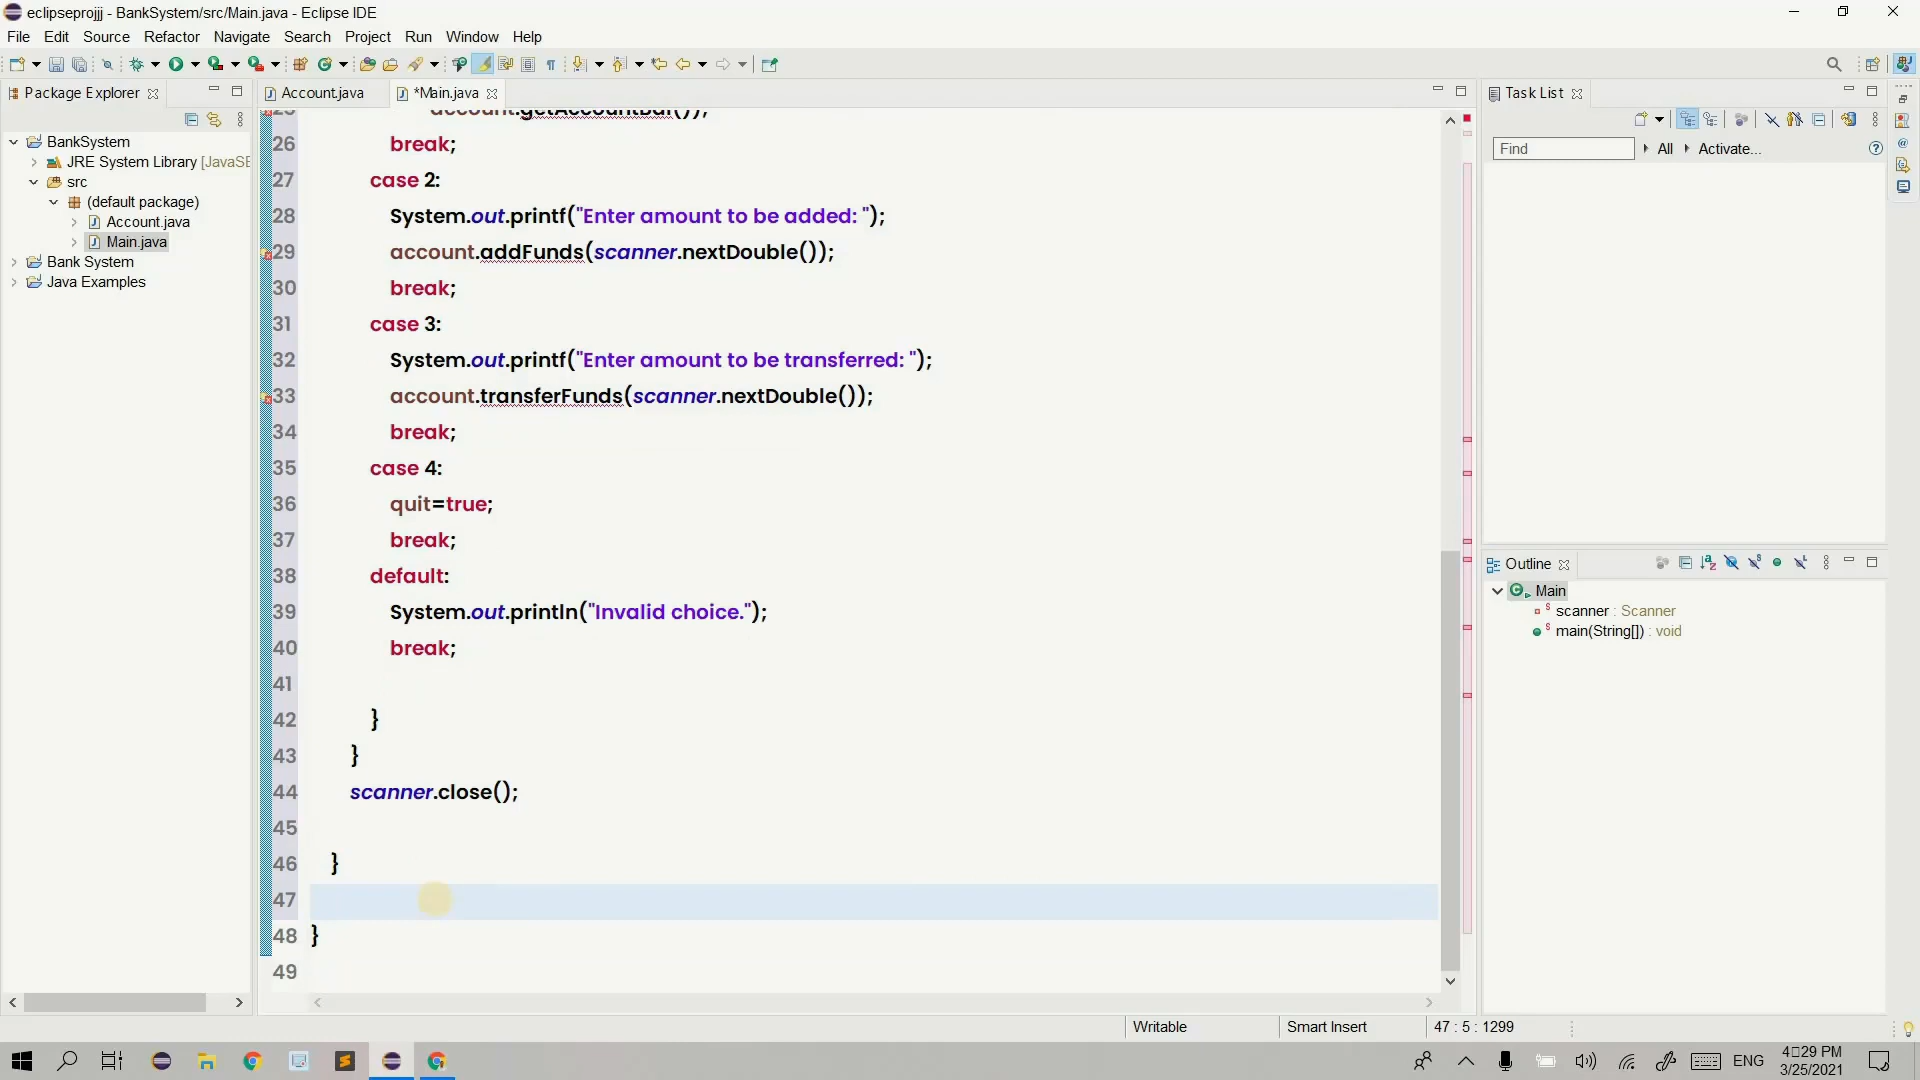 eclipseprojjj - BankSystem/src/Main.java - Eclipse IDE
File Edit Source Refactor Navigate Search Project Run Window Help
Package Explorer
BankSystem
JRE System Library [JavaSE
src
(default package)
Account.java
Main.java
Bank System
Java Examples
Account.java
*Main.java
26 break;
27 case 2:
28 System.out.printf("Enter amount to be added: ");
29 account.addFunds(scanner.nextDouble());
30 break;
31 case 3:
32 System.out.printf("Enter amount to be transferred: ");
33 account.transferFunds(scanner.nextDouble());
34 break;
35 case 4:
36 quit=true;
37 break;
38 default:
39 System.out.println("Invalid choice.");
40 break;
41
42 }
43 }
44 scanner.close();
45
46 }
47
48 }
49
Task List
Find All Activate...
Outline
Main
scanner : Scanner
main(String[]) : void
Writable Smart Insert 47 : 5 : 1299
ENG
4▯29 PM
3/25/2021